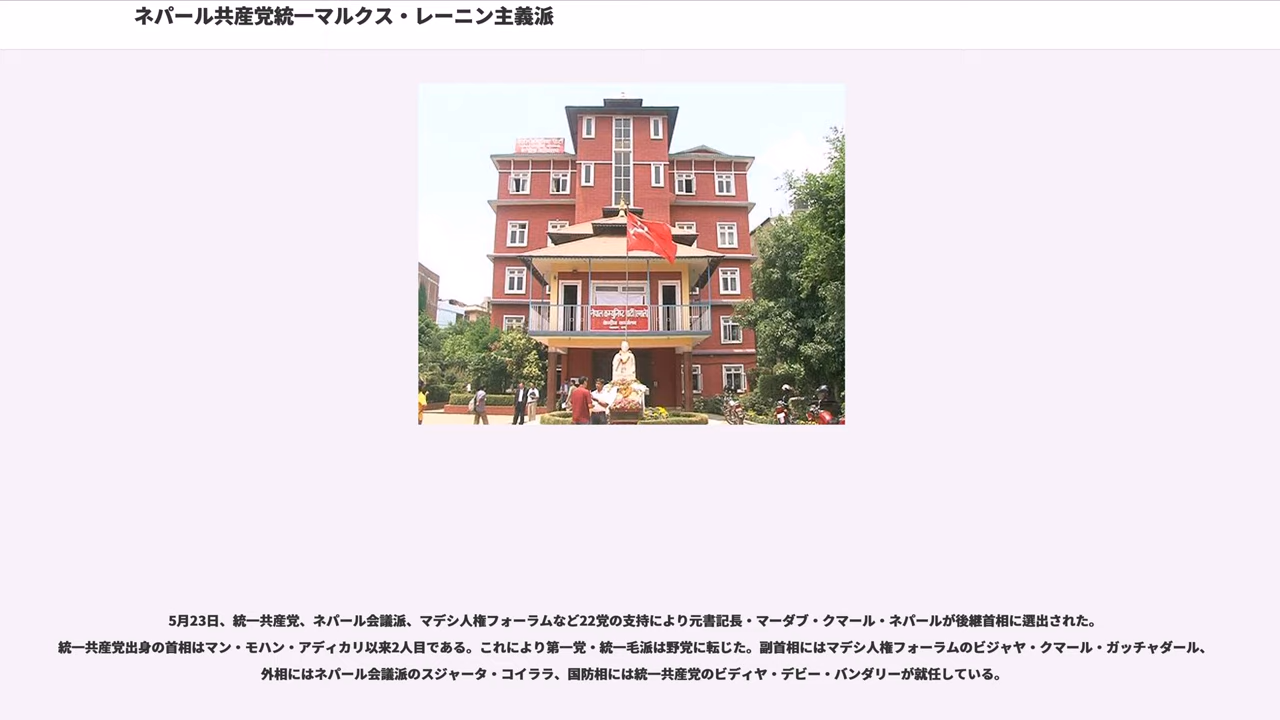 ネパール共産党統一マルクス・レーニン主義派
5月23日、統一共産党、ネパール会議派、マデシ人権フォーラムなど22党の支持により元書記長・マーダブ・クマール・ネパールが後継首相に選出された。
統一共産党出身の首相はマン・モハン・アディカリ以来2人目である。これにより第一党・統一毛派は野党に転じた。副首相にはマデシ人権フォーラムのビジャヤ・クマール・ガッチャダール、
外相にはネパール会議派のスジャータ・コイララ、国防相には統一共産党のビディヤ・デビー・バンダリーが就任している。